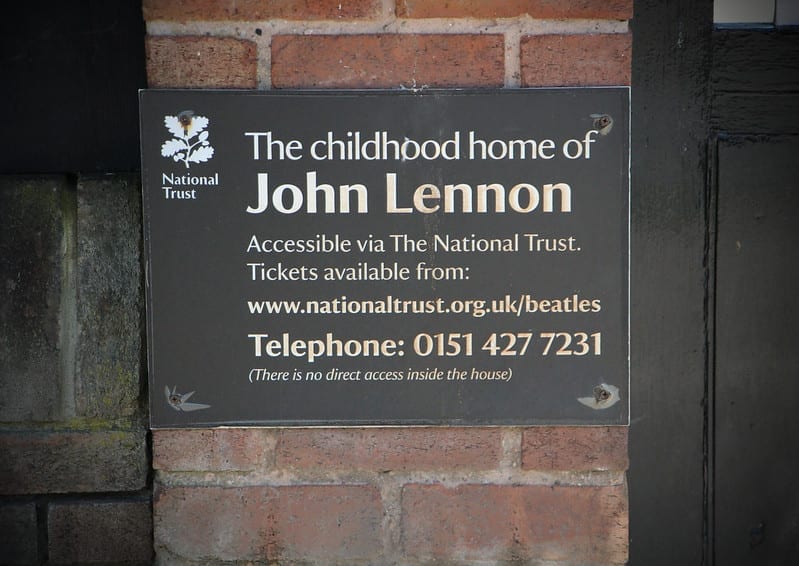 National
Trust
The childhood home of
John Lennon
Accessible via The National Trust.
Tickets available from:
www.nationaltrust.org.uk/beatles
Telephone: 0151 427 7231
(There is no direct access inside the house)